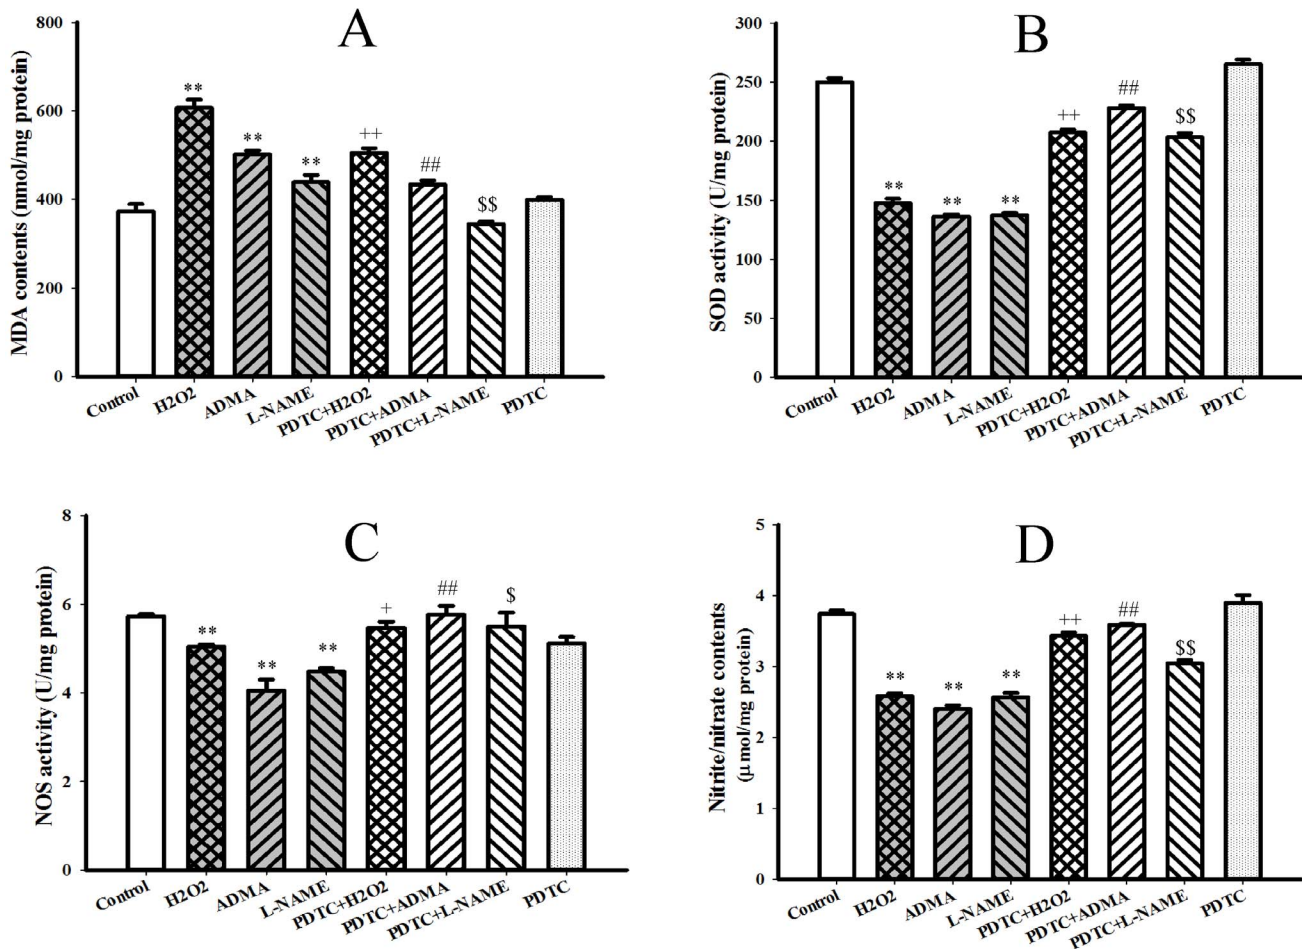 A
MDA contents (nmol/mg protein)
800
600
400
200
0
**
**
**
++
##
$$
Control
H2O2
ADMA
L-NAME
PDTC+H2O2
PDTC+ADMA
PDTC+L-NAME
PDTC
B
SOD activity (U/mg protein)
300
250
200
150
100
50
0
**
**
**
++
##
$$
Control
H2O2
ADMA
L-NAME
PDTC+H2O2
PDTC+ADMA
PDTC+L-NAME
PDTC
C
NOS activity (U/mg protein)
8
6
4
2
0
**
**
**
+
##
$
Control
H2O2
ADMA
L-NAME
PDTC+H2O2
PDTC+ADMA
PDTC+L-NAME
PDTC
D
Nitrite/nitrate contents
(μmol/mg protein)
5
4
3
2
1
0
**
**
**
++
##
$$
Control
H2O2
ADMA
L-NAME
PDTC+H2O2
PDTC+ADMA
PDTC+L-NAME
PDTC